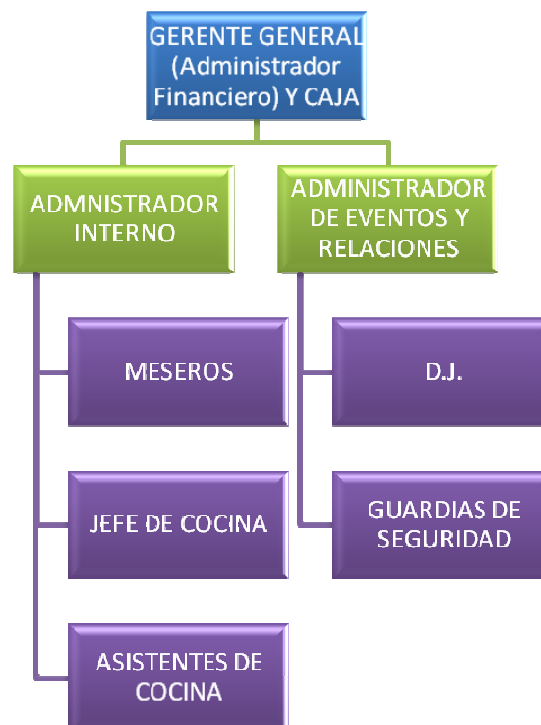 GERENTE GENERAL
(Administrador
Financiero) Y CAJA
ADMNISTRADOR
INTERNO
ADMINISTRADOR
DE EVENTOS Y
RELACIONES
MESEROS
D.J.
JEFE DE COCINA
GUARDIAS DE
SEGURIDAD
ASISTENTES DE
COCINA